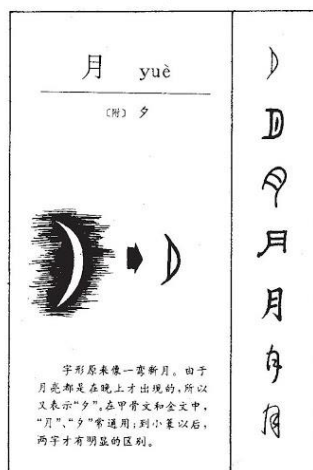 月 yuè
(附) 夕
字形原来像一弯新月。由于
月亮都是在晚上才出现的，所以
又表示“夕”。在甲骨文和金文中，
“月”、“夕”常通用；到小篆以后，
两字才有明显的区别。
月
月